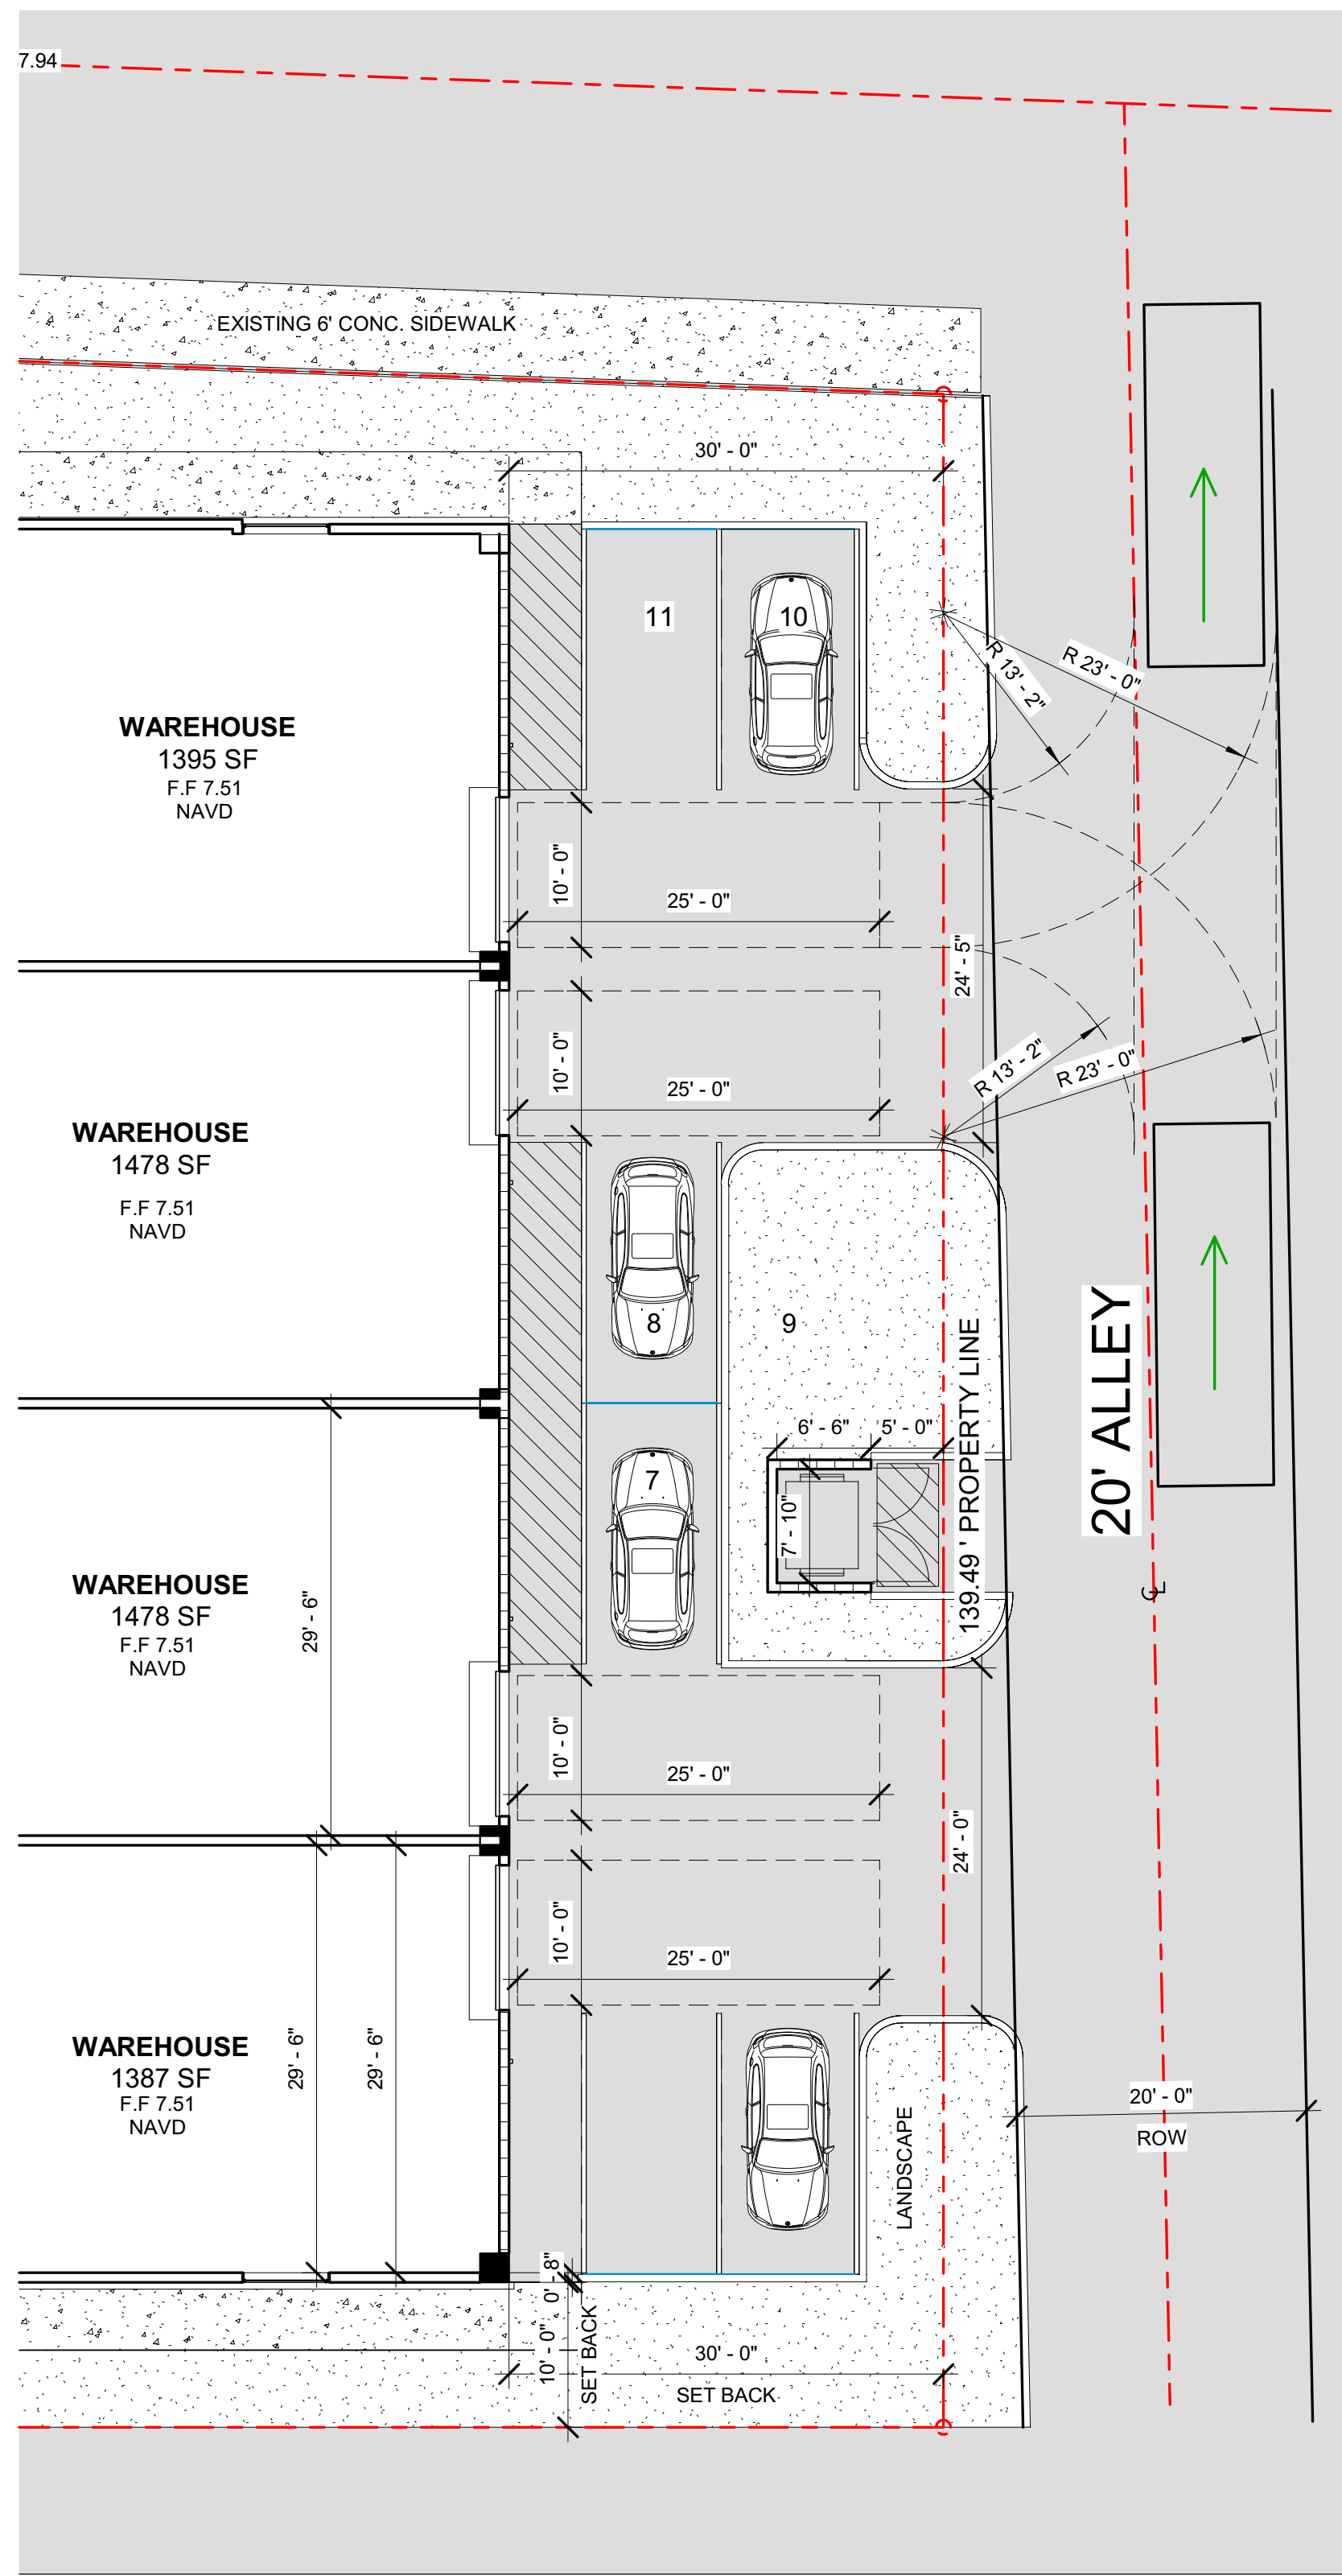 7.94
EXISTING 6' CONC. SIDEWALK
30' - 0"
11
10
R 13' - 2"
R 23' - 0"
WAREHOUSE
1395 SF
F.F 7.51
NAVD
10' - 0"
25' - 0"
24' - 5"
10' - 0"
25' - 0"
R 13' - 2"
R 23' - 0"
WAREHOUSE
1478 SF
F.F 7.51
NAVD
8
9
139.49 ' PROPERTY LINE
20' ALLEY
6' - 6"
5' - 0"
7
7' - 10"
WAREHOUSE
1478 SF
F.F 7.51
NAVD
29' - 6"
CL
10' - 0"
25' - 0"
24' - 0"
10' - 0"
25' - 0"
WAREHOUSE
1387 SF
F.F 7.51
NAVD
29' - 6"
29' - 6"
LANDSCAPE
20' - 0"
ROW
0' - 8"
10' - 0"
SET BACK
30' - 0"
SET BACK